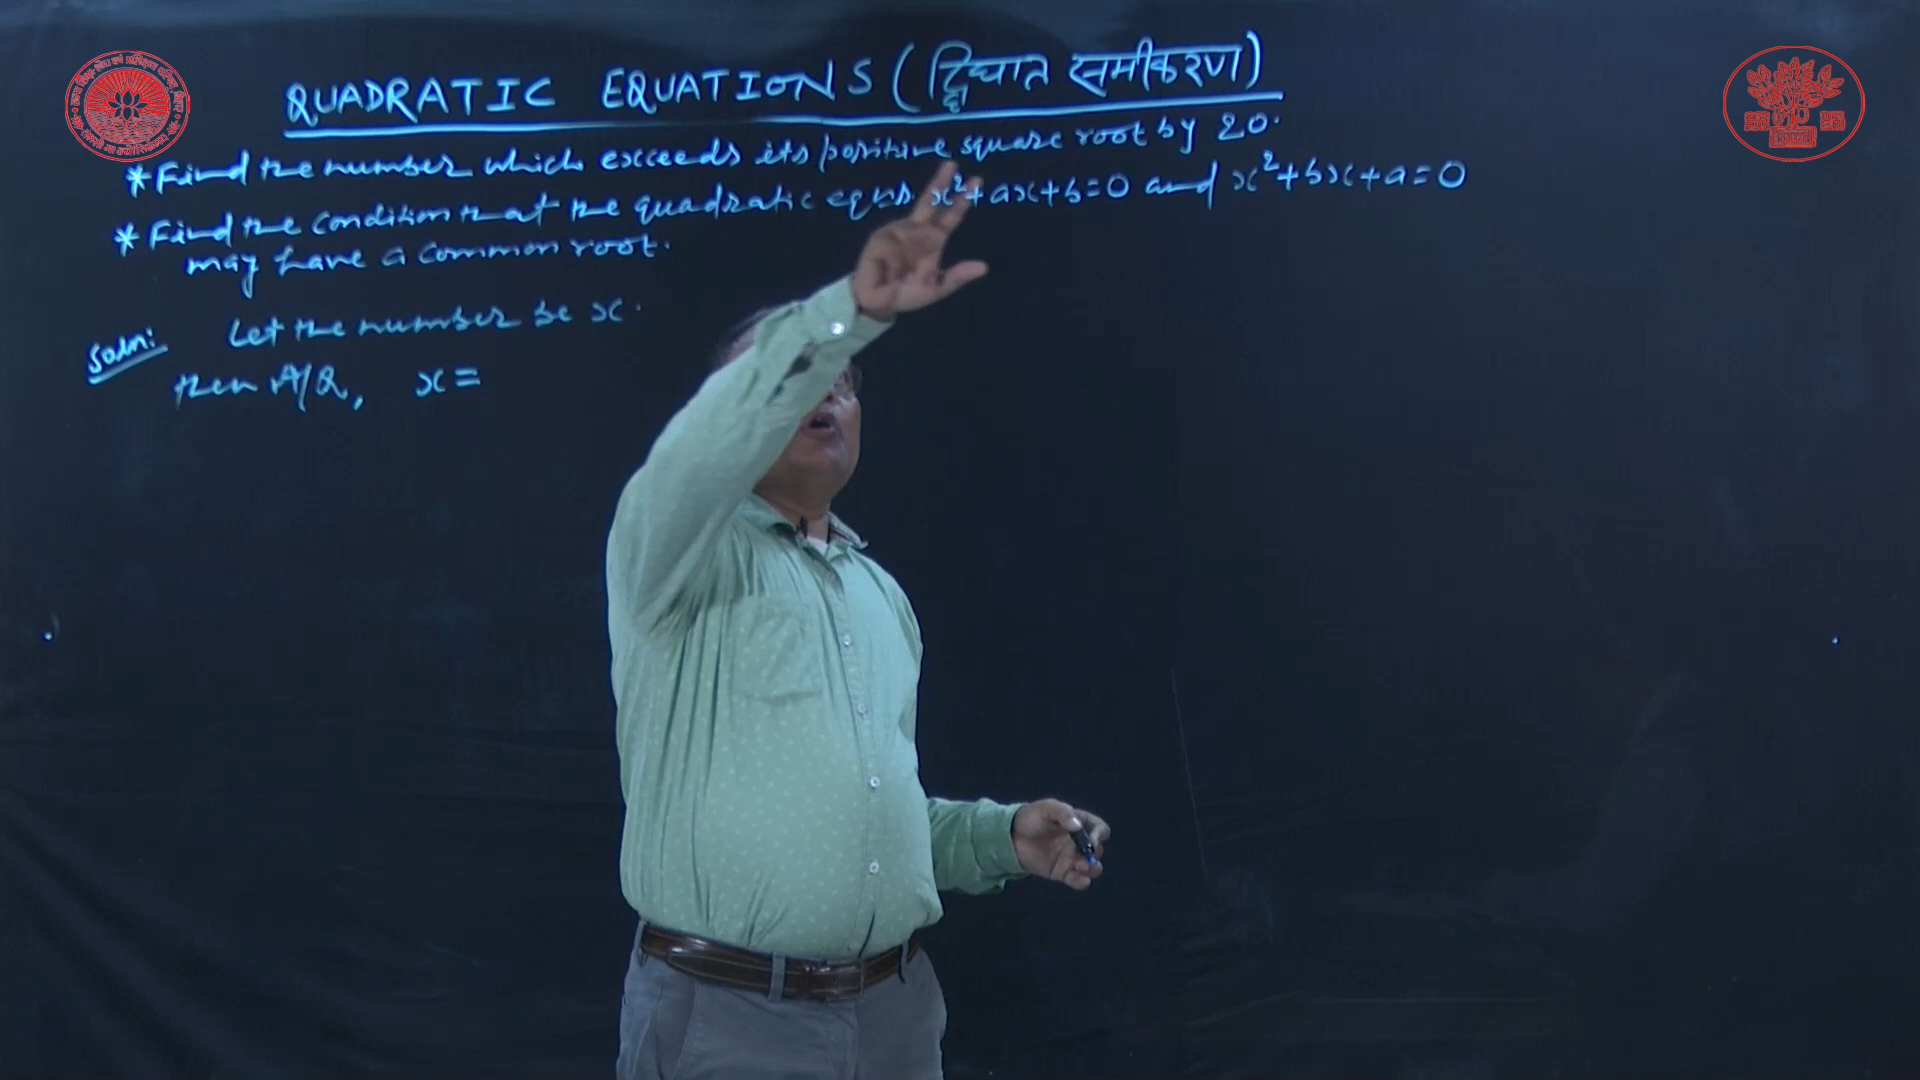 QUADRATIC EQUATIONS (द्विघात समीकरण)
* Find the number which exceeds its positive square root by 20.
* Find the condition that the quadratic eqns. x²+ax+b=0 and x²+bx+a=0
may have a common root.
Soln: Let the number be x.
then A/Q, x=